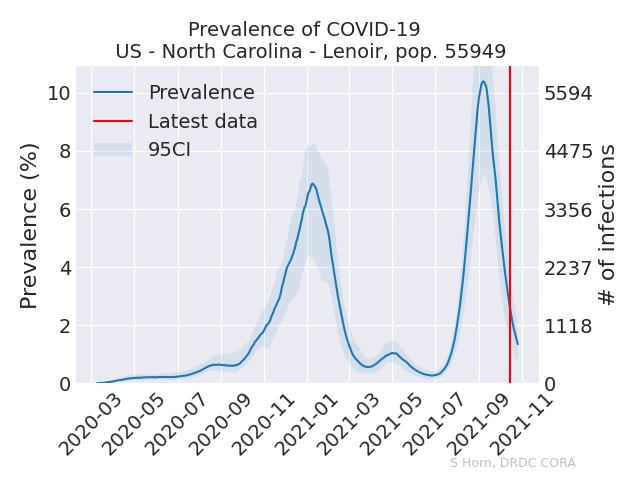 Prevalence of COVID-19
US - North Carolina - Lenoir, pop. 55949
Prevalence
Latest data
95CI
Prevalence (%)
10
8
6
4
2
0
5594
4475
3356
2237
1118
0
# of infections
2020-03
2020-05
2020-07
2020-09
2020-11
2021-01
2021-03
2021-05
2021-07
2021-09
2021-11
S Horn, DRDC CORA